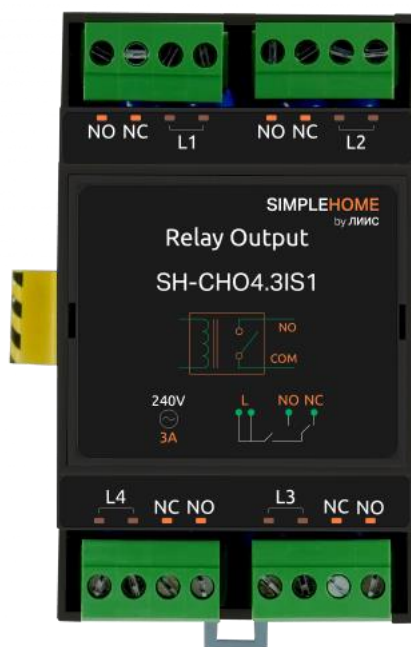 NO NC L1 NO NC L2
SIMPLEHOME
by ЛИИС
Relay Output
SH-CHO4.3IS1
NO
COM
240V L NO NC
3A
L4 NC NO L3 NC NO